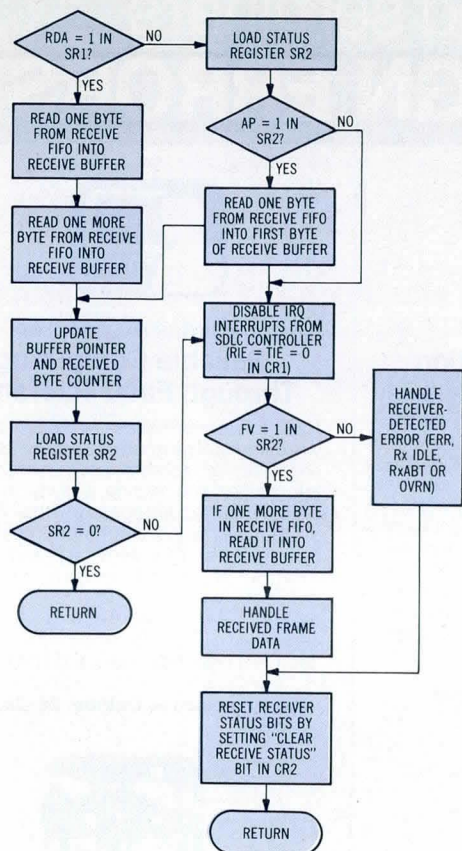 RDA = 1 IN
SR1?
NO
LOAD STATUS
REGISTER SR2
YES
READ ONE BYTE
FROM RECEIVE
FIFO INTO
RECEIVE BUFFER
AP = 1 IN
SR2?
NO
YES
READ ONE MORE
BYTE FROM RECEIVE
FIFO INTO
RECEIVE BUFFER
READ ONE BYTE
FROM RECEIVE FIFO
INTO FIRST BYTE
OF RECEIVE BUFFER
UPDATE
BUFFER POINTER
AND RECEIVED
BYTE COUNTER
DISABLE IRQ
INTERRUPTS FROM
SDLC CONTROLLER
(RIE = TIE = 0
IN CR1)
LOAD STATUS
REGISTER SR2
FV = 1 IN
SR2?
NO
HANDLE
RECEIVER-
DETECTED
ERROR (ERR,
Rx IDLE,
RxABT OR
OVRN)
YES
SR2 = 0?
NO
YES
RETURN
IF ONE MORE BYTE
IN RECEIVE FIFO,
READ IT INTO
RECEIVE BUFFER
HANDLE
RECEIVED FRAME
DATA
RESET RECEIVER
STATUS BITS BY
SETTING "CLEAR
RECEIVE STATUS"
BIT IN CR2
RETURN